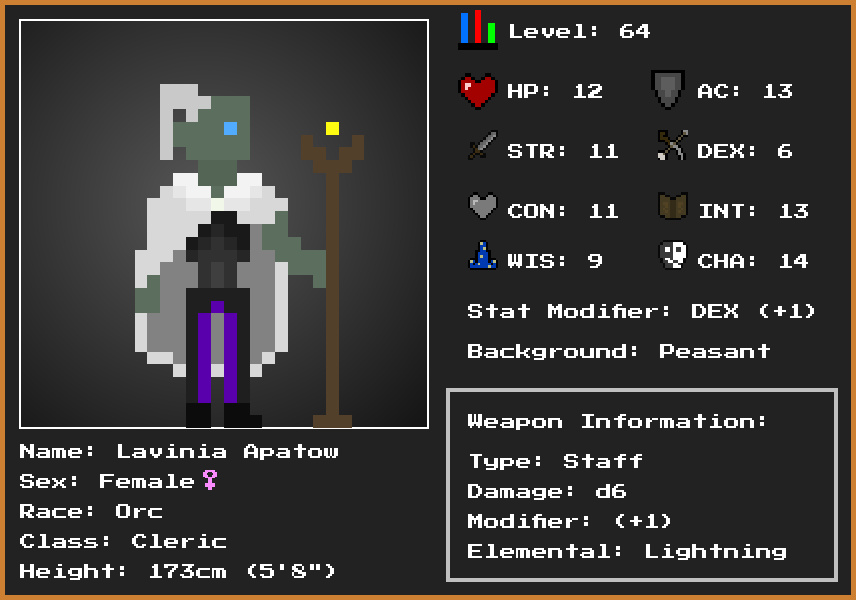 Level: 64
HP: 12 AC: 13
STR: 11 DEX: 6
CON: 11 INT: 13
WIS: 9 CHA: 14
Stat Modifier: DEX (+1)
Background: Peasant
Name: Lavinia Apatow
Sex: Female♀
Race: Orc
Class: Cleric
Height: 173cm (5'8")
Weapon Information:
Type: Staff
Damage: d6
Modifier: (+1)
Elemental: Lightning